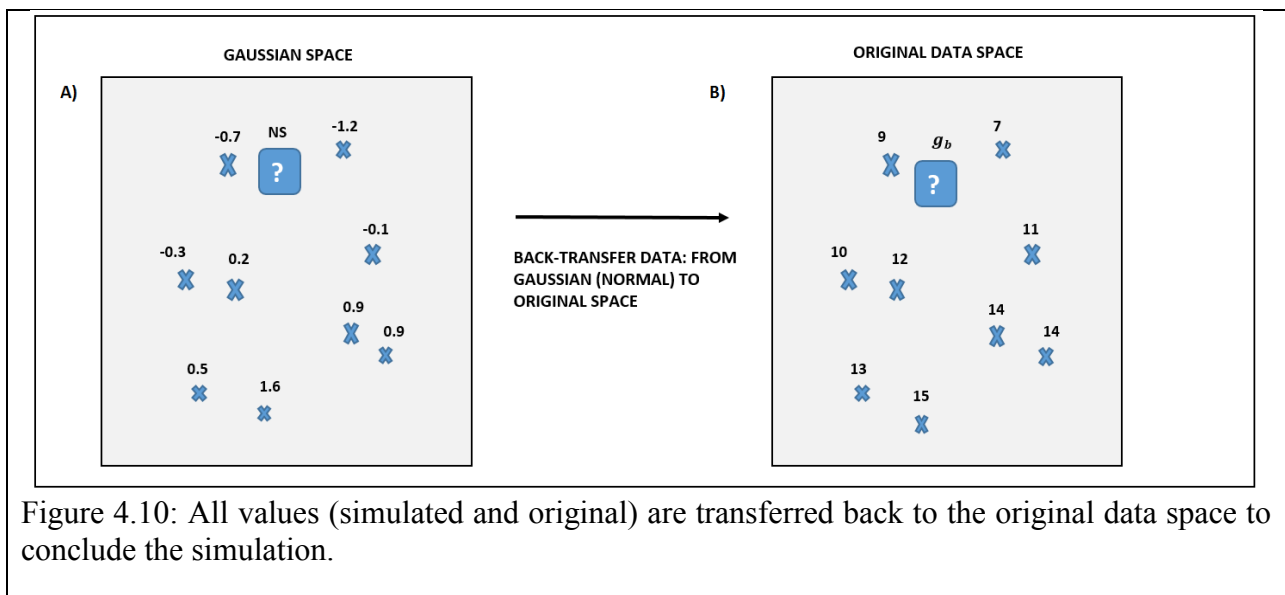 GAUSSIAN SPACE
ORIGINAL DATA SPACE
A)
B)
-0.7
NS
-1.2
?
-0.3
0.2
-0.1
0.9
0.9
0.5
1.6
BACK-TRANSFER DATA: FROM
GAUSSIAN (NORMAL) TO
ORIGINAL SPACE
9
g_b
7
?
10
12
11
14
14
13
15
Figure 4.10: All values (simulated and original) are transferred back to the original data space to
conclude the simulation.